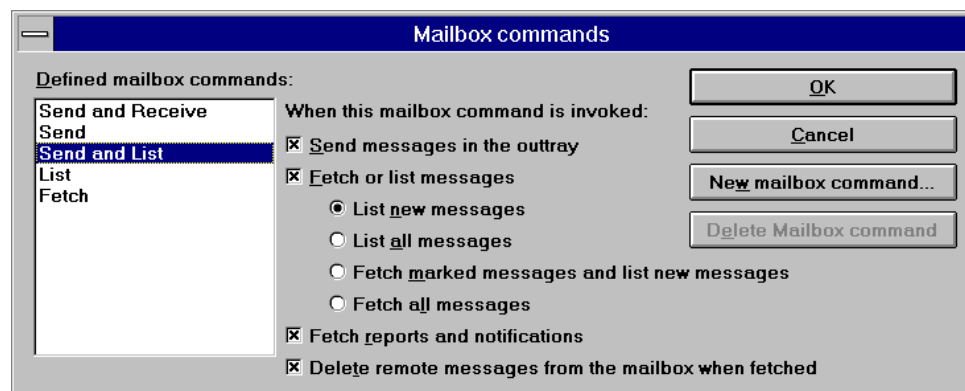 Mailbox commands
Defined mailbox commands:
Send and Receive
Send
Send and List
List
Fetch
When this mailbox command is invoked:
Send messages in the outtray
Fetch or list messages
List new messages
List all messages
Fetch marked messages and list new messages
Fetch all messages
Fetch reports and notifications
Delete remote messages from the mailbox when fetched
OK
Cancel
New mailbox command...
Delete Mailbox command